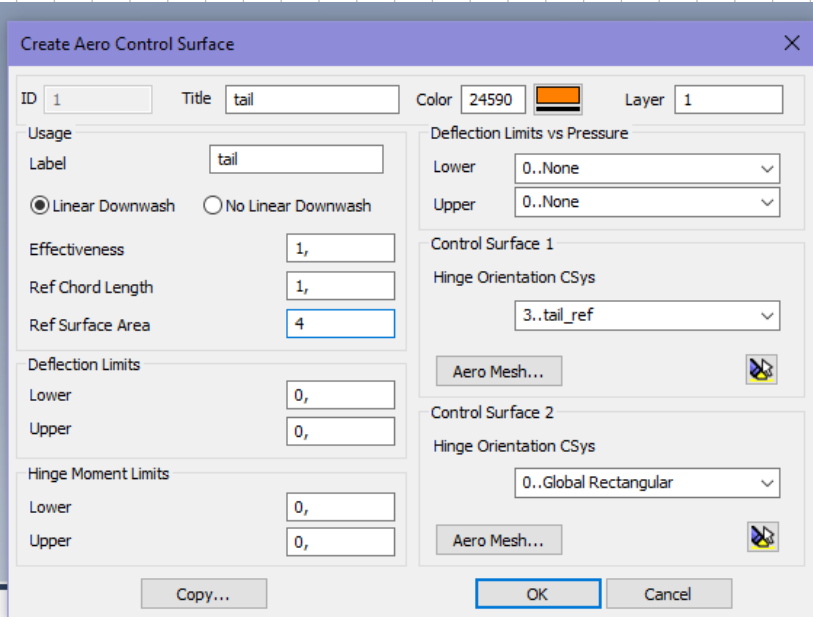 Create Aero Control Surface
ID 1 Title tail Color 24590 Layer 1
Usage
Label tail
Linear Downwash No Linear Downwash
Effectiveness 1,
Ref Chord Length 1,
Ref Surface Area 4
Deflection Limits
Lower 0,
Upper 0,
Hinge Moment Limits
Lower 0,
Upper 0,
Deflection Limits vs Pressure
Lower 0..None
Upper 0..None
Control Surface 1
Hinge Orientation CSys
3..tail_ref
Aero Mesh...
Control Surface 2
Hinge Orientation CSys
0..Global Rectangular
Aero Mesh...
Copy... OK Cancel